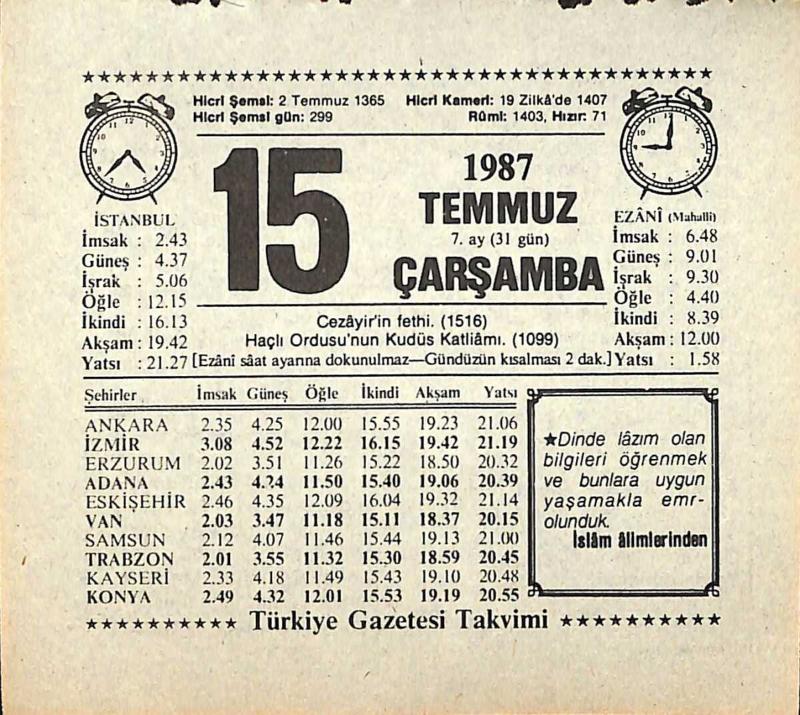 Hicrî Şemsî: 2 Temmuz 1365 Hicrî Kamerî: 19 Zilkâ'de 1407
Hicrî Şemsî gün: 299 Rûmî: 1403, Hızır: 71
15
1987
TEMMUZ
7. ay (31 gün)
ÇARŞAMBA
İSTANBUL
İmsak : 2.43
Güneş : 4.37
İşrak : 5.06
Öğle : 12.15
İkindi : 16.13
Akşam : 19.42
Yatsı : 21.27
EZÂNÎ (Mahallî)
İmsak : 6.48
Güneş : 9.01
İşrak : 9.30
Öğle : 4.40
İkindi : 8.39
Akşam : 12.00
Yatsı : 1.58
Cezâyir'in fethi. (1516)
Haçlı Ordusu'nun Kudüs Katliâmı. (1099)
[Ezânî sâat ayarına dokunulmaz—Gündüzün kısalması 2 dak.]
Şehirler İmsak Güneş Öğle İkindi Akşam Yatsı
ANKARA 2.35 4.25 12.00 15.55 19.23 21.06
İZMİR 3.08 4.52 12.22 16.15 19.42 21.19
ERZURUM 2.02 3.51 11.26 15.22 18.50 20.32
ADANA 2.43 4.24 11.50 15.40 19.06 20.39
ESKİŞEHİR 2.46 4.35 12.09 16.04 19.32 21.14
VAN 2.03 3.47 11.18 15.11 18.37 20.15
SAMSUN 2.12 4.07 11.46 15.44 19.13 21.00
TRABZON 2.01 3.55 11.32 15.30 18.59 20.45
KAYSERİ 2.33 4.18 11.49 15.43 19.10 20.48
KONYA 2.49 4.32 12.01 15.53 19.19 20.55
★Dinde lâzım olan
bilgileri öğrenmek
ve bunlara uygun
yaşamakla emr-
olunduk.
İslâm âlimlerinden
Türkiye Gazetesi Takvimi